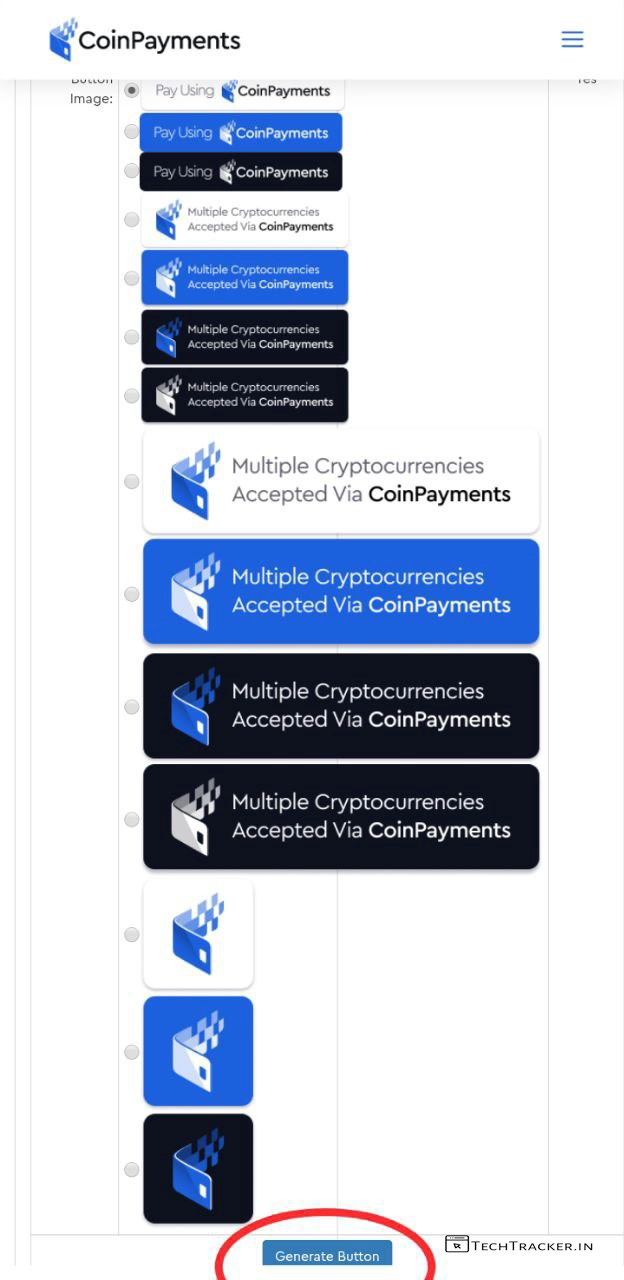 CoinPayments
Button
Yes
Image:
Pay Using CoinPayments
Pay Using CoinPayments
Pay Using CoinPayments
Multiple Cryptocurrencies
Accepted Via CoinPayments
Multiple Cryptocurrencies
Accepted Via CoinPayments
Multiple Cryptocurrencies
Accepted Via CoinPayments
Multiple Cryptocurrencies
Accepted Via CoinPayments
Multiple Cryptocurrencies
Accepted Via CoinPayments
Multiple Cryptocurrencies
Accepted Via CoinPayments
Multiple Cryptocurrencies
Accepted Via CoinPayments
Multiple Cryptocurrencies
Accepted Via CoinPayments
Generate Button
TECHTRACKER.IN